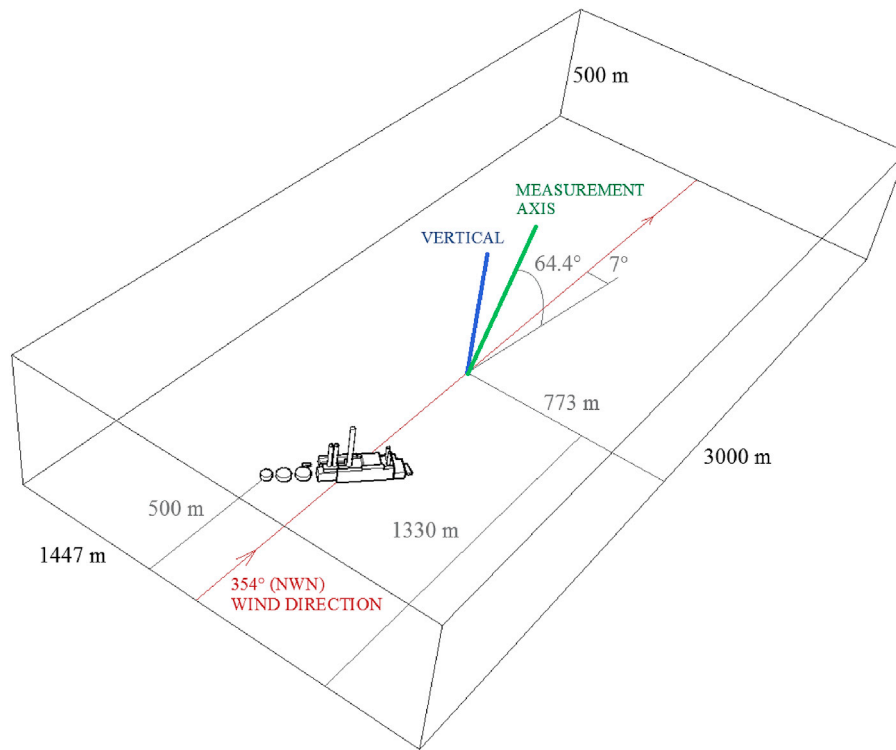 500 m
MEASUREMENT
AXIS
VERTICAL
64.4°
7°
773 m
3000 m
500 m
1330 m
1447 m
354° (NWN)
WIND DIRECTION